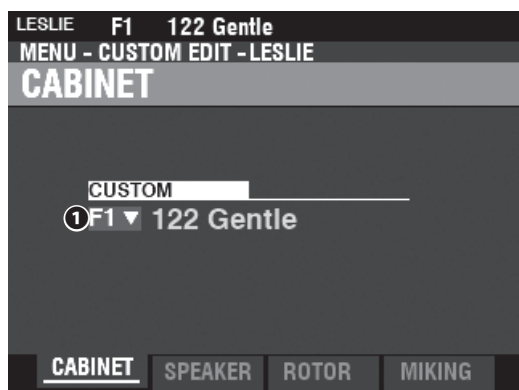 LESLIE F1 122 Gentle
MENU - CUSTOM EDIT - LESLIE
CABINET
CUSTOM
1 F1 ▼ 122 Gentle
CABINET SPEAKER ROTOR MIKING